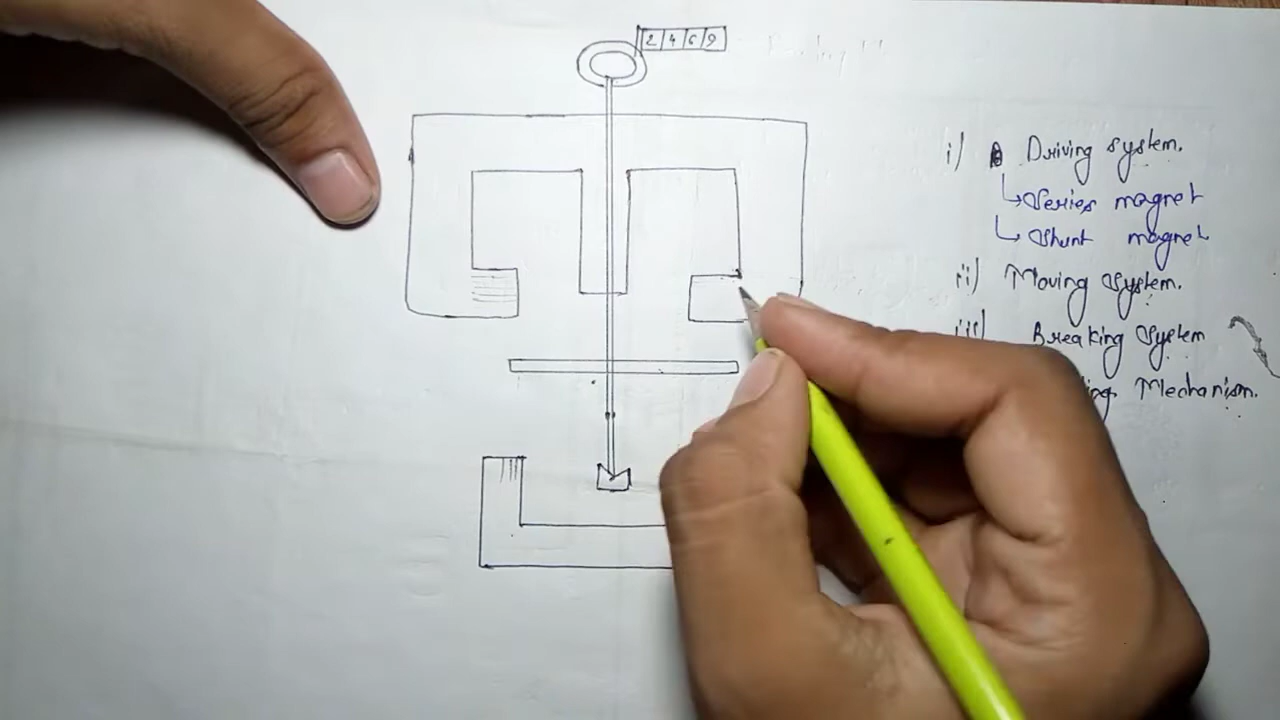 2 4 6 9
i) Driving system.
Series magnet
Shunt magnet
ii) Moving System.
iii) Breaking System
Mechanism.